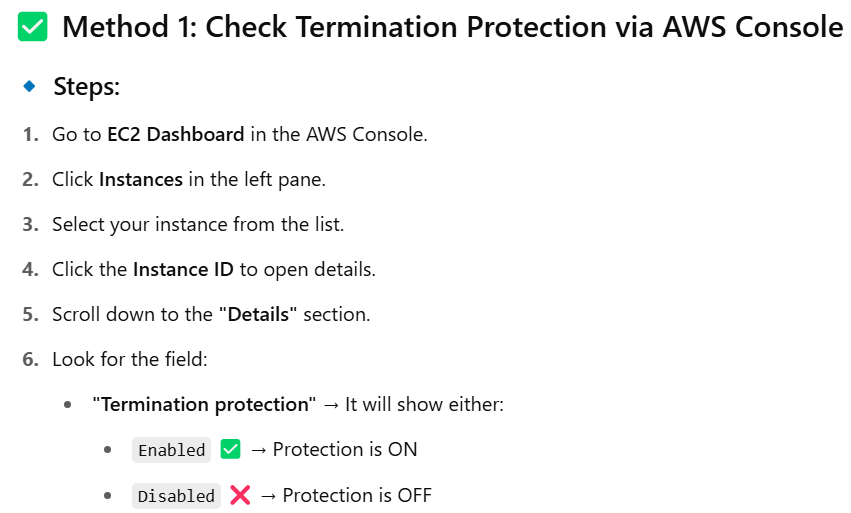 ✅ Method 1: Check Termination Protection via AWS Console
🔹 Steps:
1. Go to EC2 Dashboard in the AWS Console.
2. Click Instances in the left pane.
3. Select your instance from the list.
4. Click the Instance ID to open details.
5. Scroll down to the "Details" section.
6. Look for the field:
• "Termination protection" → It will show either:
• Enabled ✅ → Protection is ON
• Disabled ❌ → Protection is OFF